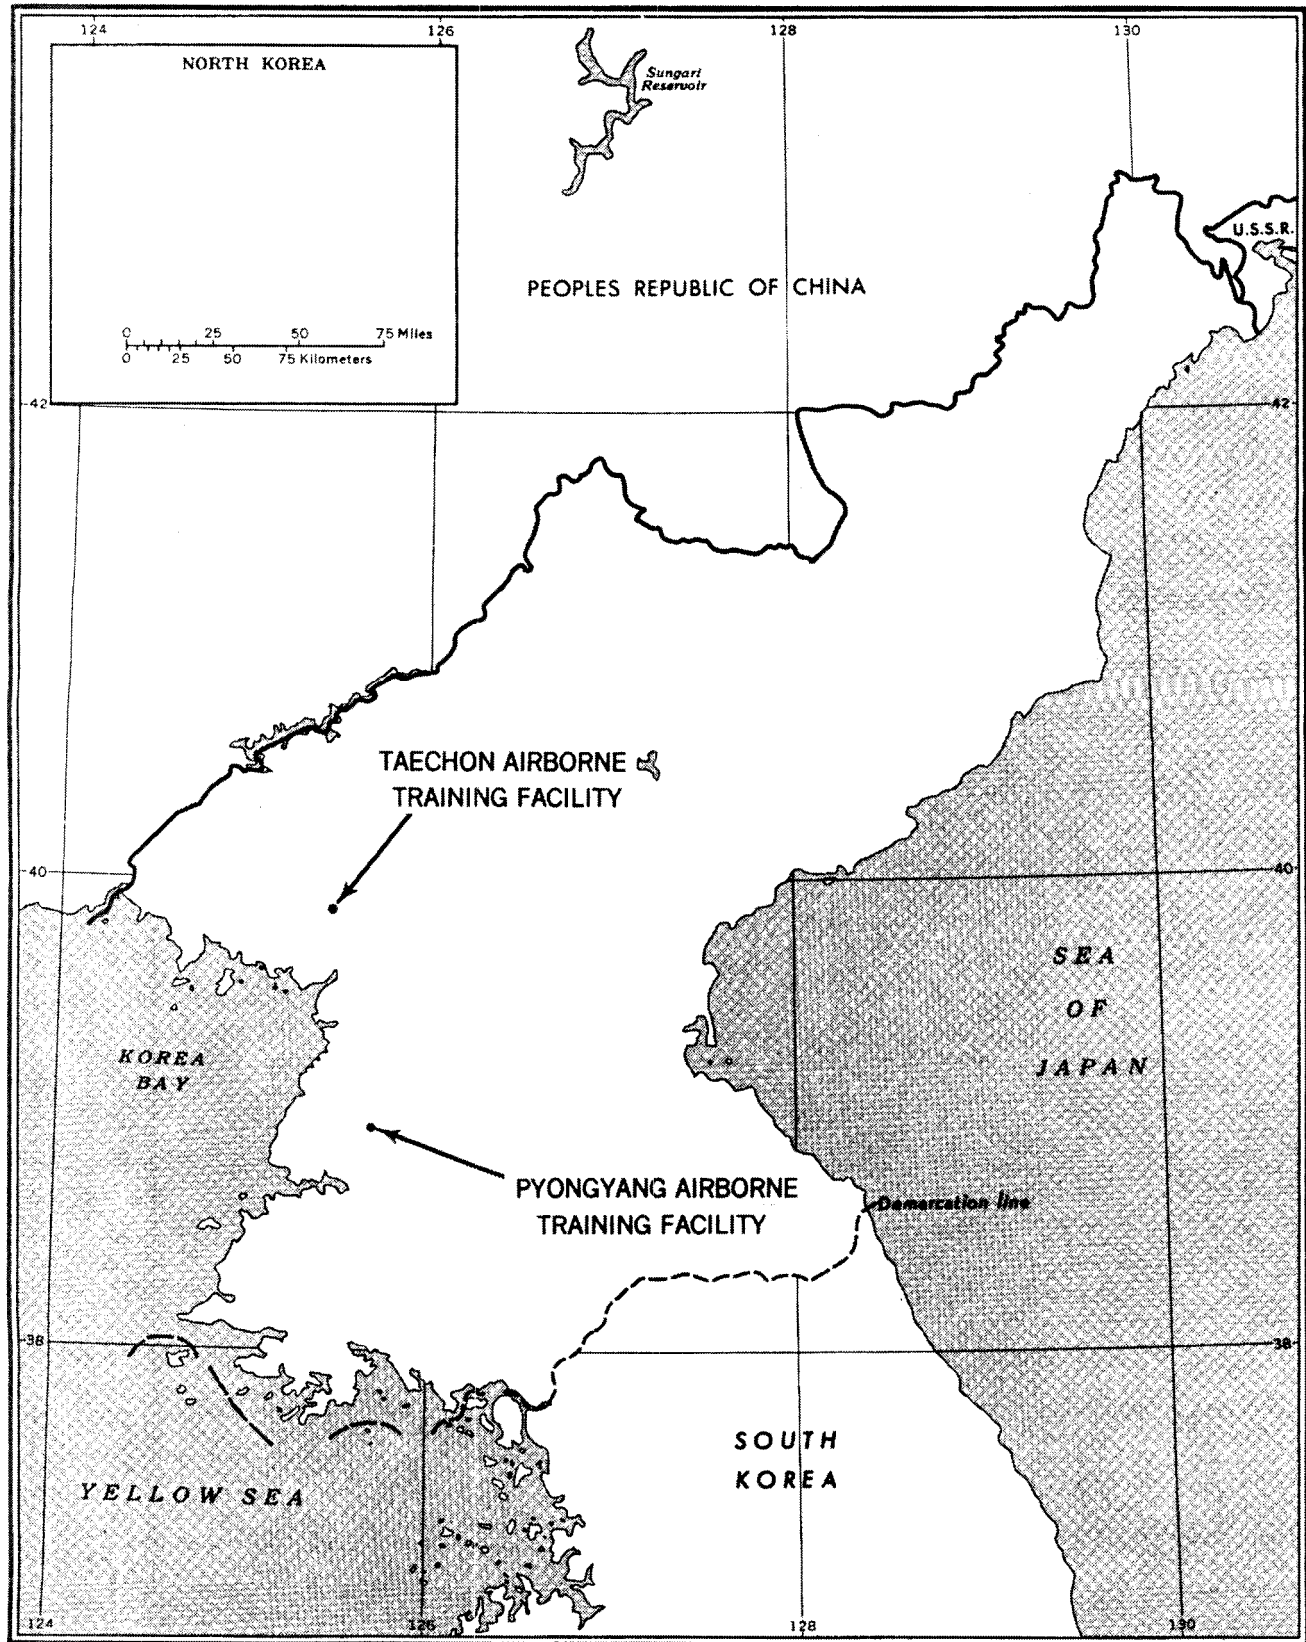 124 126 128 130
NORTH KOREA
Sungari
Reservoir
U.S.S.R.
PEOPLES REPUBLIC OF CHINA
0 25 50 75 Miles
0 25 50 75 Kilometers
42 42
TAECHON AIRBORNE
TRAINING FACILITY
40 40
SEA
OF
JAPAN
KOREA
BAY
PYONGYANG AIRBORNE
TRAINING FACILITY
Demarcation line
38 38
SOUTH
KOREA
YELLOW SEA
124 126 128 130